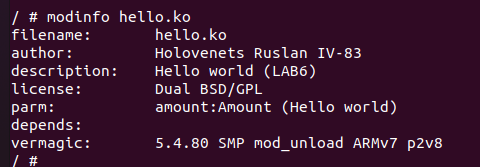 / # modinfo hello.ko
filename:       hello.ko
author:         Holovenets Ruslan IV-83
description:    Hello world (LAB6)
license:        Dual BSD/GPL
parm:           amount:Amount (Hello world)
depends:
vermagic:       5.4.80 SMP mod_unload ARMv7 p2v8
/ #